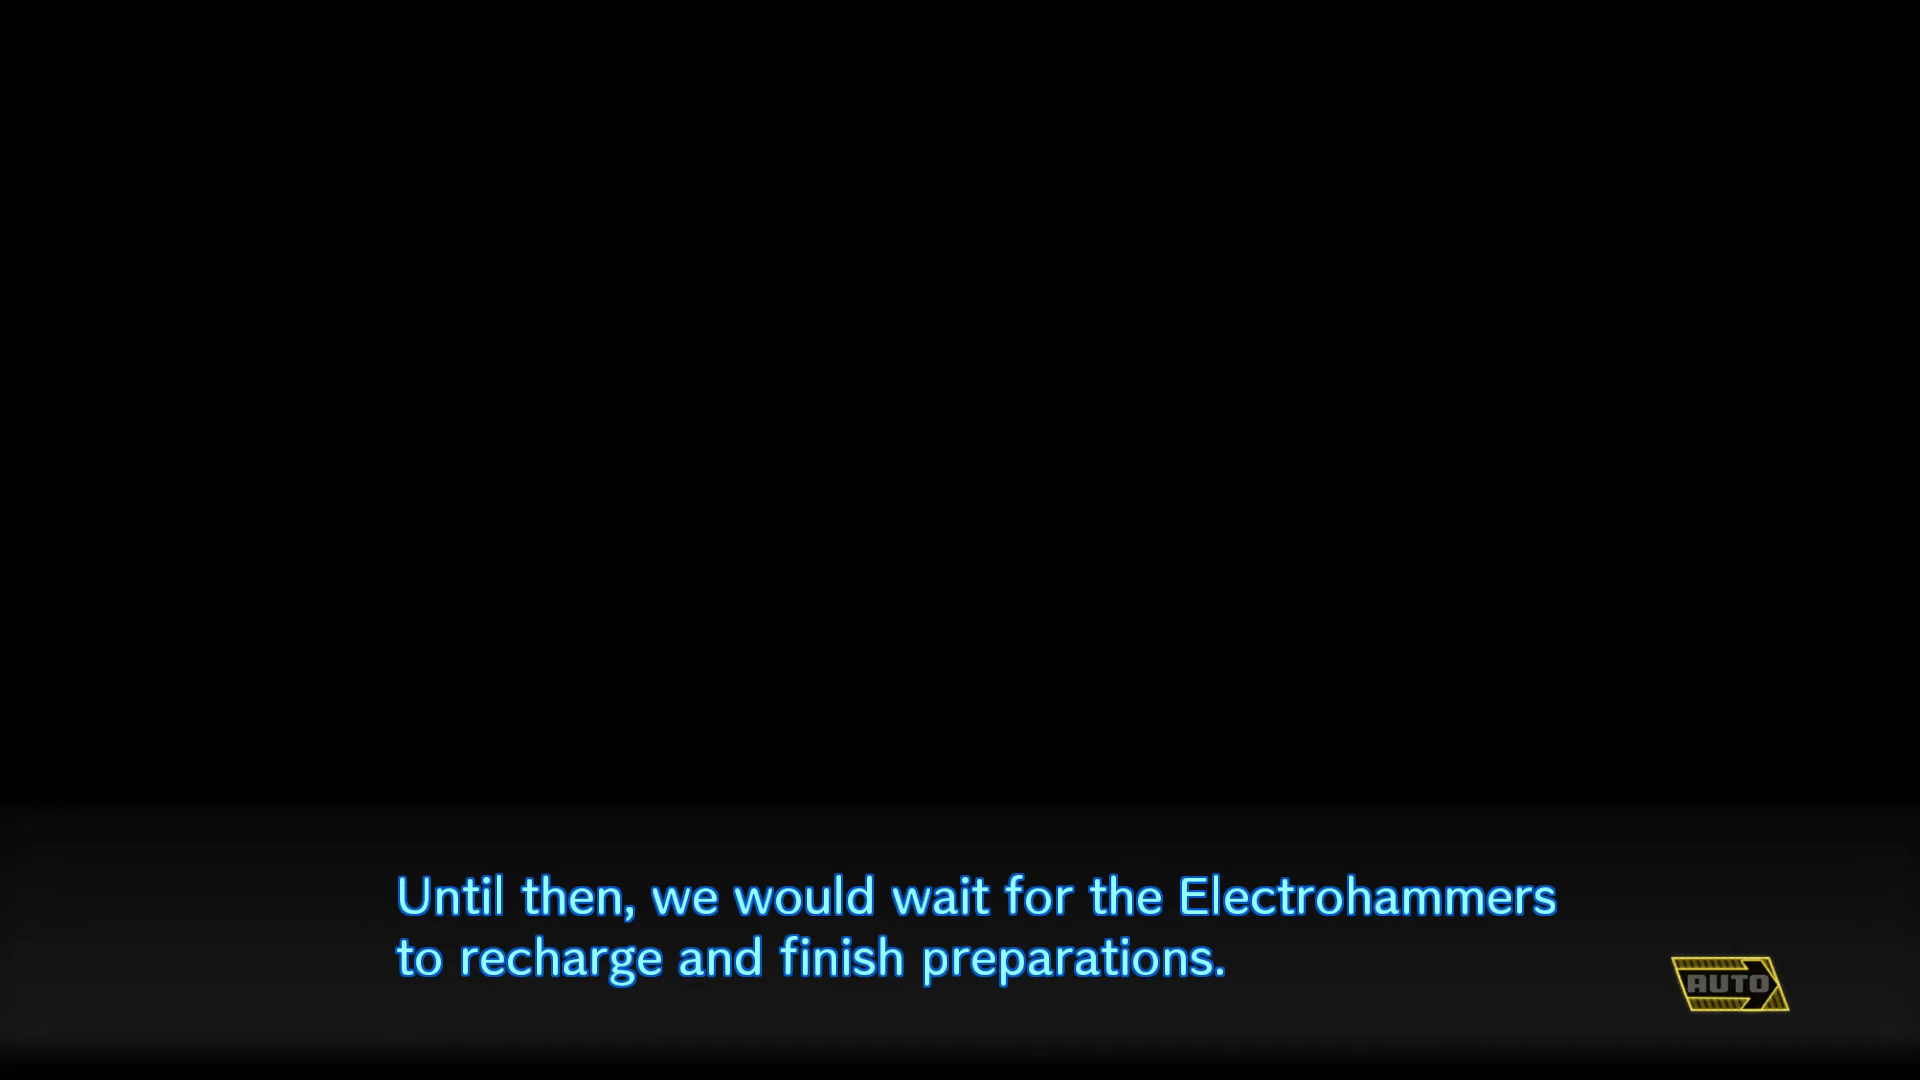 Until then, we would wait for the Electrohammers
to recharge and finish preparations.
AUTO